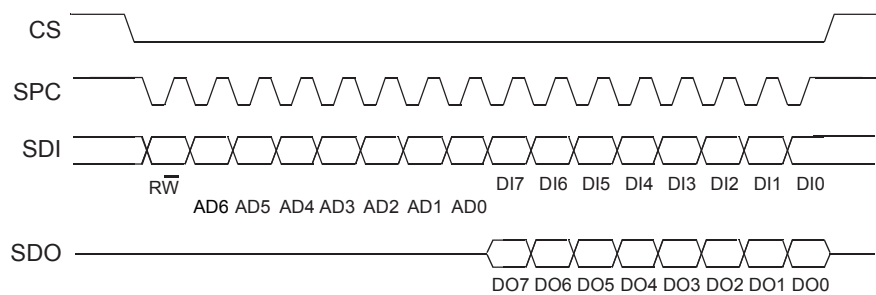 CS
SPC
SDI
RW DI7 DI6 DI5 DI4 DI3 DI2 DI1 DI0
AD6 AD5 AD4 AD3 AD2 AD1 AD0
SDO
DO7 DO6 DO5 DO4 DO3 DO2 DO1 DO0